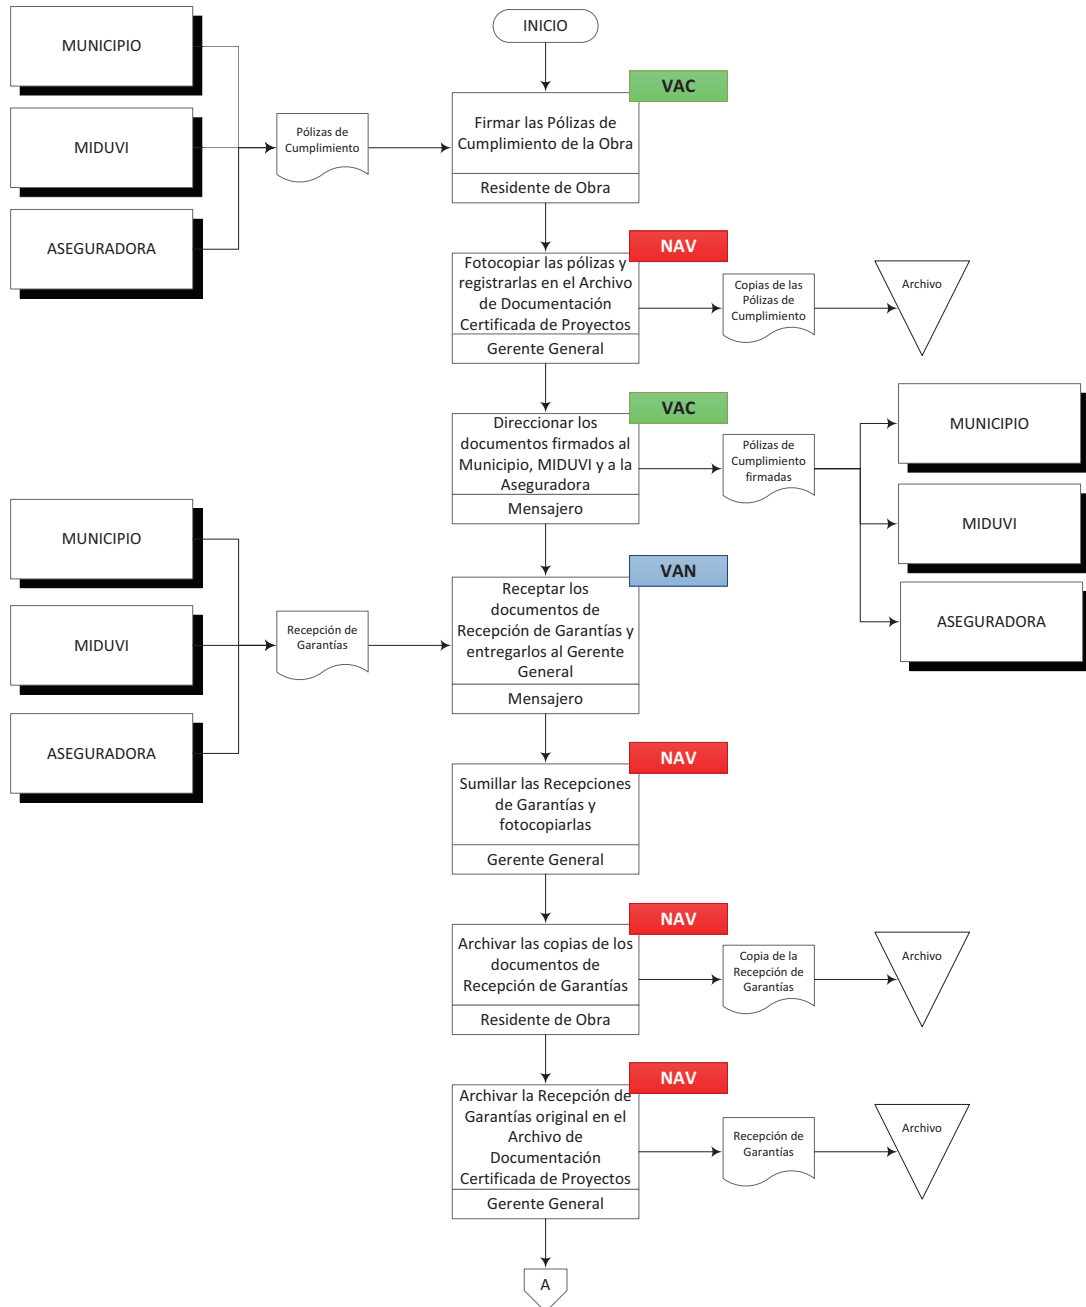 INICIO
MUNICIPIO
MIDUVI
ASEGURADORA
Pólizas de
Cumplimiento
VAC
Firmar las Pólizas de
Cumplimiento de la Obra
Residente de Obra
NAV
Fotocopiar las pólizas y
registrarlas en el Archivo
de Documentación
Certificada de Proyectos
Gerente General
Copias de las
Pólizas de
Cumplimiento
Archivo
VAC
Direccionar los
documentos firmados al
Municipio, MIDUVI y a la
Aseguradora
Mensajero
Pólizas de
Cumplimiento
firmadas
MUNICIPIO
MIDUVI
ASEGURADORA
MUNICIPIO
MIDUVI
ASEGURADORA
Recepción de
Garantías
VAN
Receptar los
documentos de
Recepción de Garantías y
entregarlos al Gerente
General
Mensajero
NAV
Sumillar las Recepciones
de Garantías y
fotocopiarlas
Gerente General
NAV
Archivar las copias de los
documentos de
Recepción de Garantías
Residente de Obra
Copia de la
Recepción de
Garantías
Archivo
NAV
Archivar la Recepción de
Garantías original en el
Archivo de
Documentación
Certificada de Proyectos
Gerente General
Recepción de
Garantías
Archivo
A